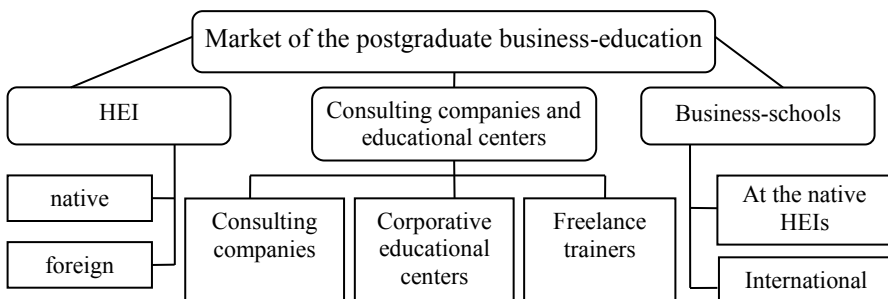 Market of the postgraduate business-education
HEI
Consulting companies and
educational centers
Business-schools
native
foreign
Consulting
companies
Corporative
educational
centers
Freelance
trainers
At the native
HEIs
International